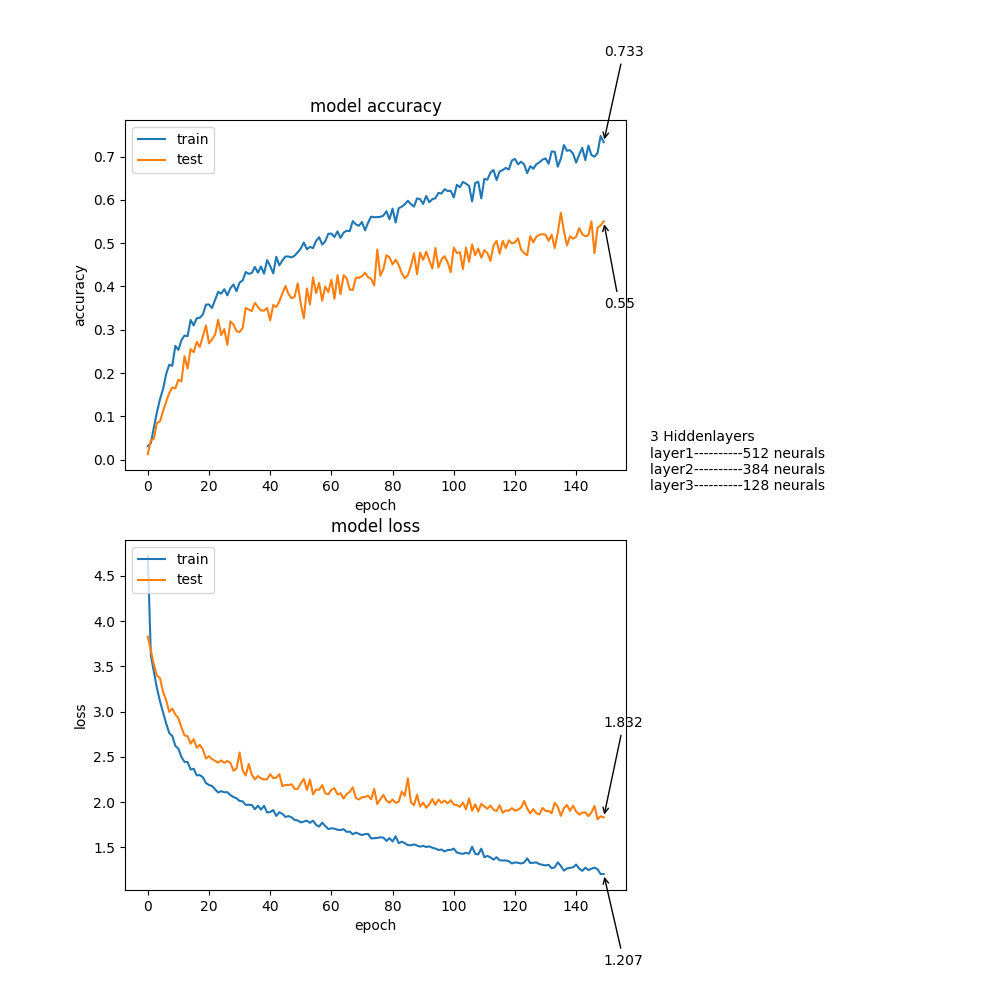 0.733
model accuracy
train
test
0.7
0.6
0.5
0.4
0.3
0.2
0.1
0.0
accuracy
0.55
0 20 40 60 80 100 120 140
epoch
3 Hiddenlayers
layer1----------512 neurals
layer2----------384 neurals
layer3----------128 neurals
model loss
train
test
4.5
4.0
3.5
3.0
2.5
2.0
1.5
loss
1.832
0 20 40 60 80 100 120 140
epoch
1.207